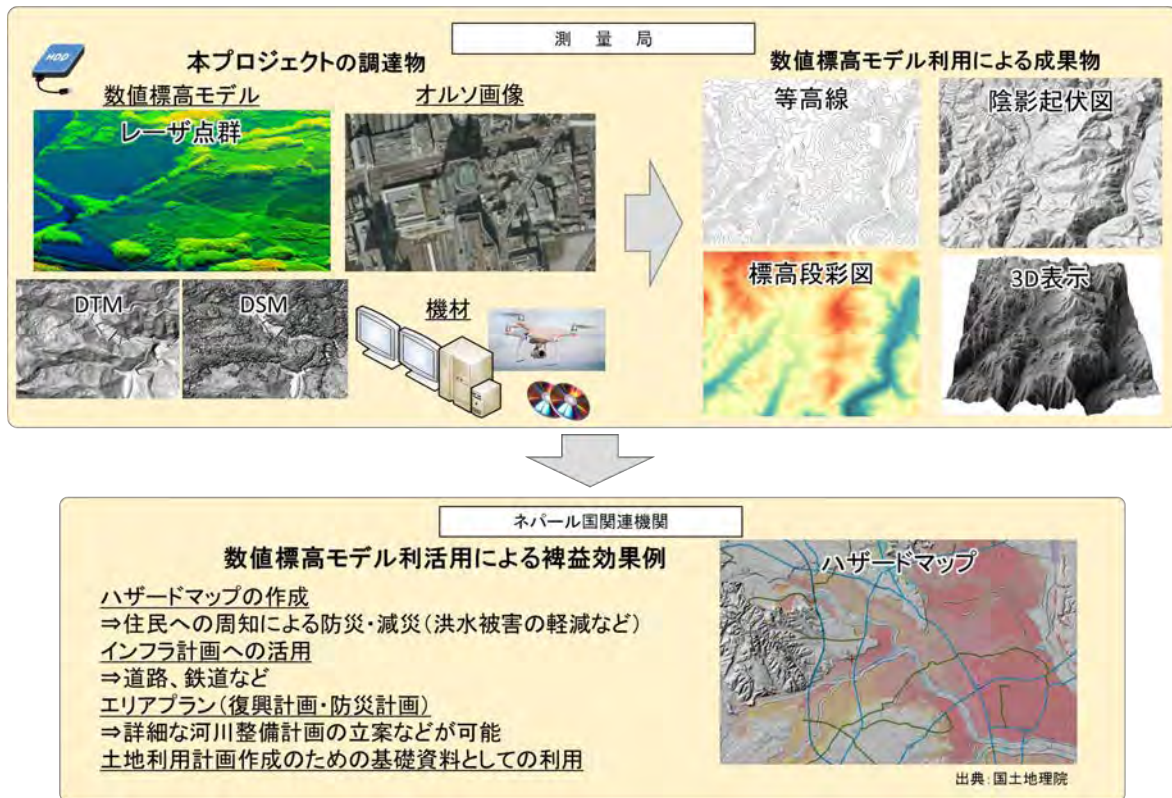 測 量 局
HDD
本プロジェクトの調達物
数値標高モデル
レーザ点群
オルソ画像
DTM
DSM
機材
数値標高モデル利用による成果物
等高線
陰影起伏図
標高段彩図
3D表示
ネパール国関連機関
数値標高モデル利活用による裨益効果例
ハザードマップの作成
⇒住民への周知による防災・減災(洪水被害の軽減など)
インフラ計画への活用
⇒道路、鉄道など
エリアプラン(復興計画・防災計画)
⇒詳細な河川整備計画の立案などが可能
土地利用計画作成のための基礎資料としての利用
ハザードマップ
出典:国土地理院